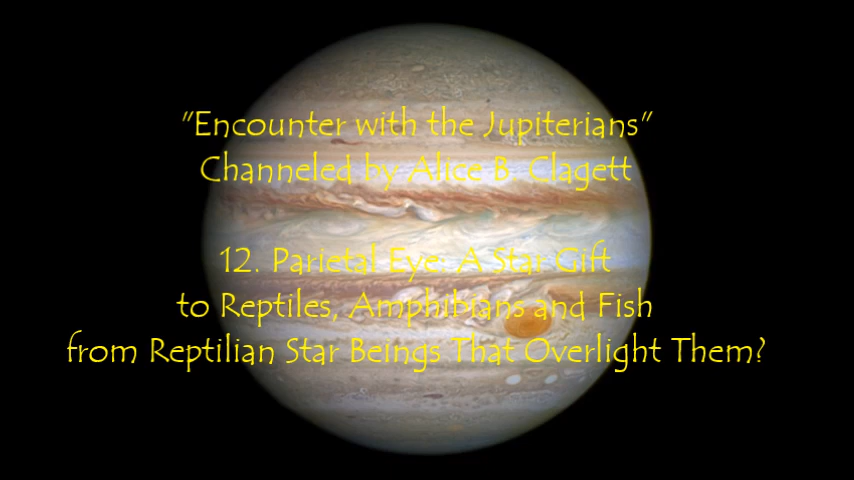 "Encounter with the Jupiterians"
Channeled by Alice B. Clagett
12. Parietal Eye: A Star Gift
to Reptiles, Amphibians and Fish
from Reptilian Star Beings That Overlight Them?